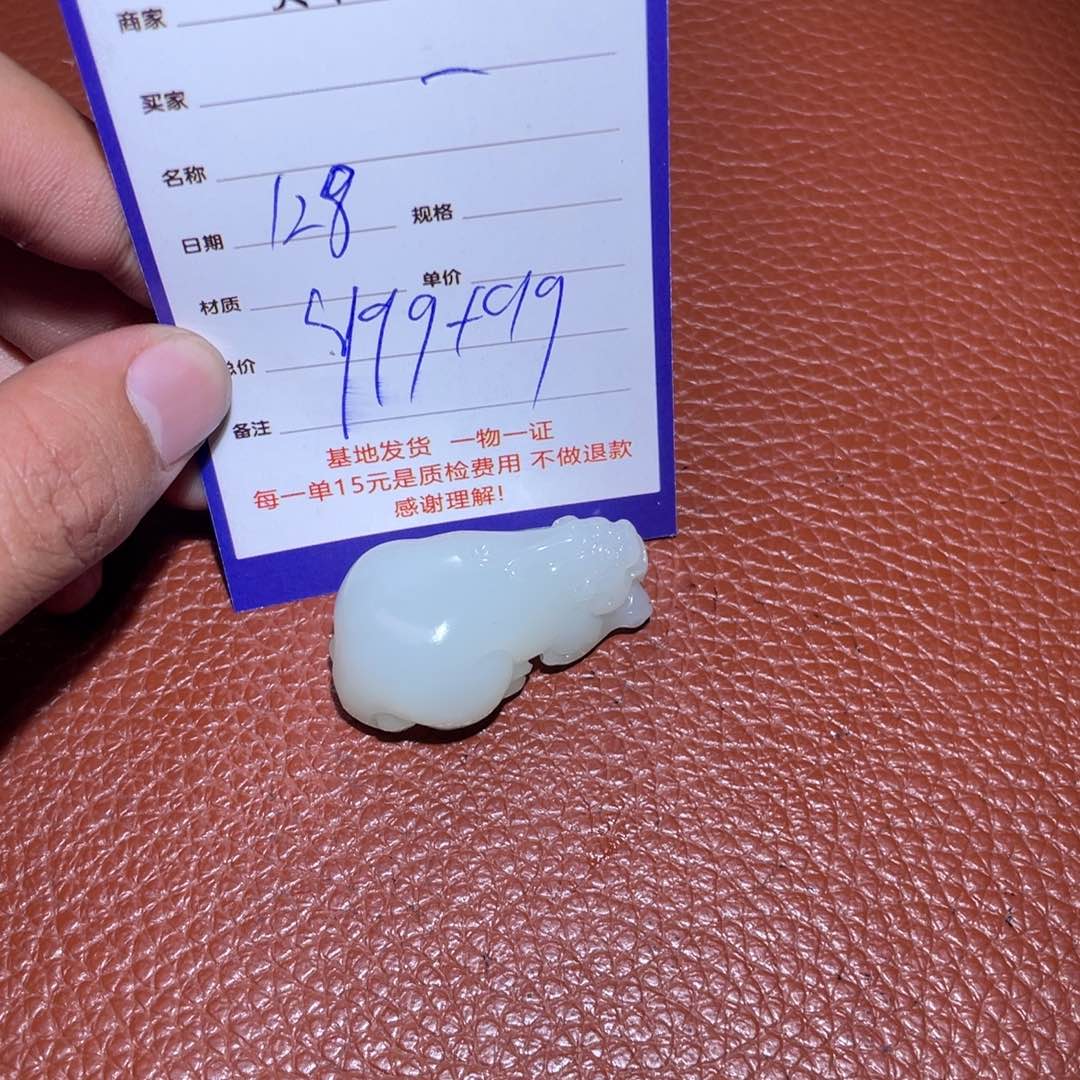 商家
买家
名称
日期 128 规格
材质 单价
总价
备注
基地发货 一物一证
每一单15元是质检费用 不做退款
感谢理解!